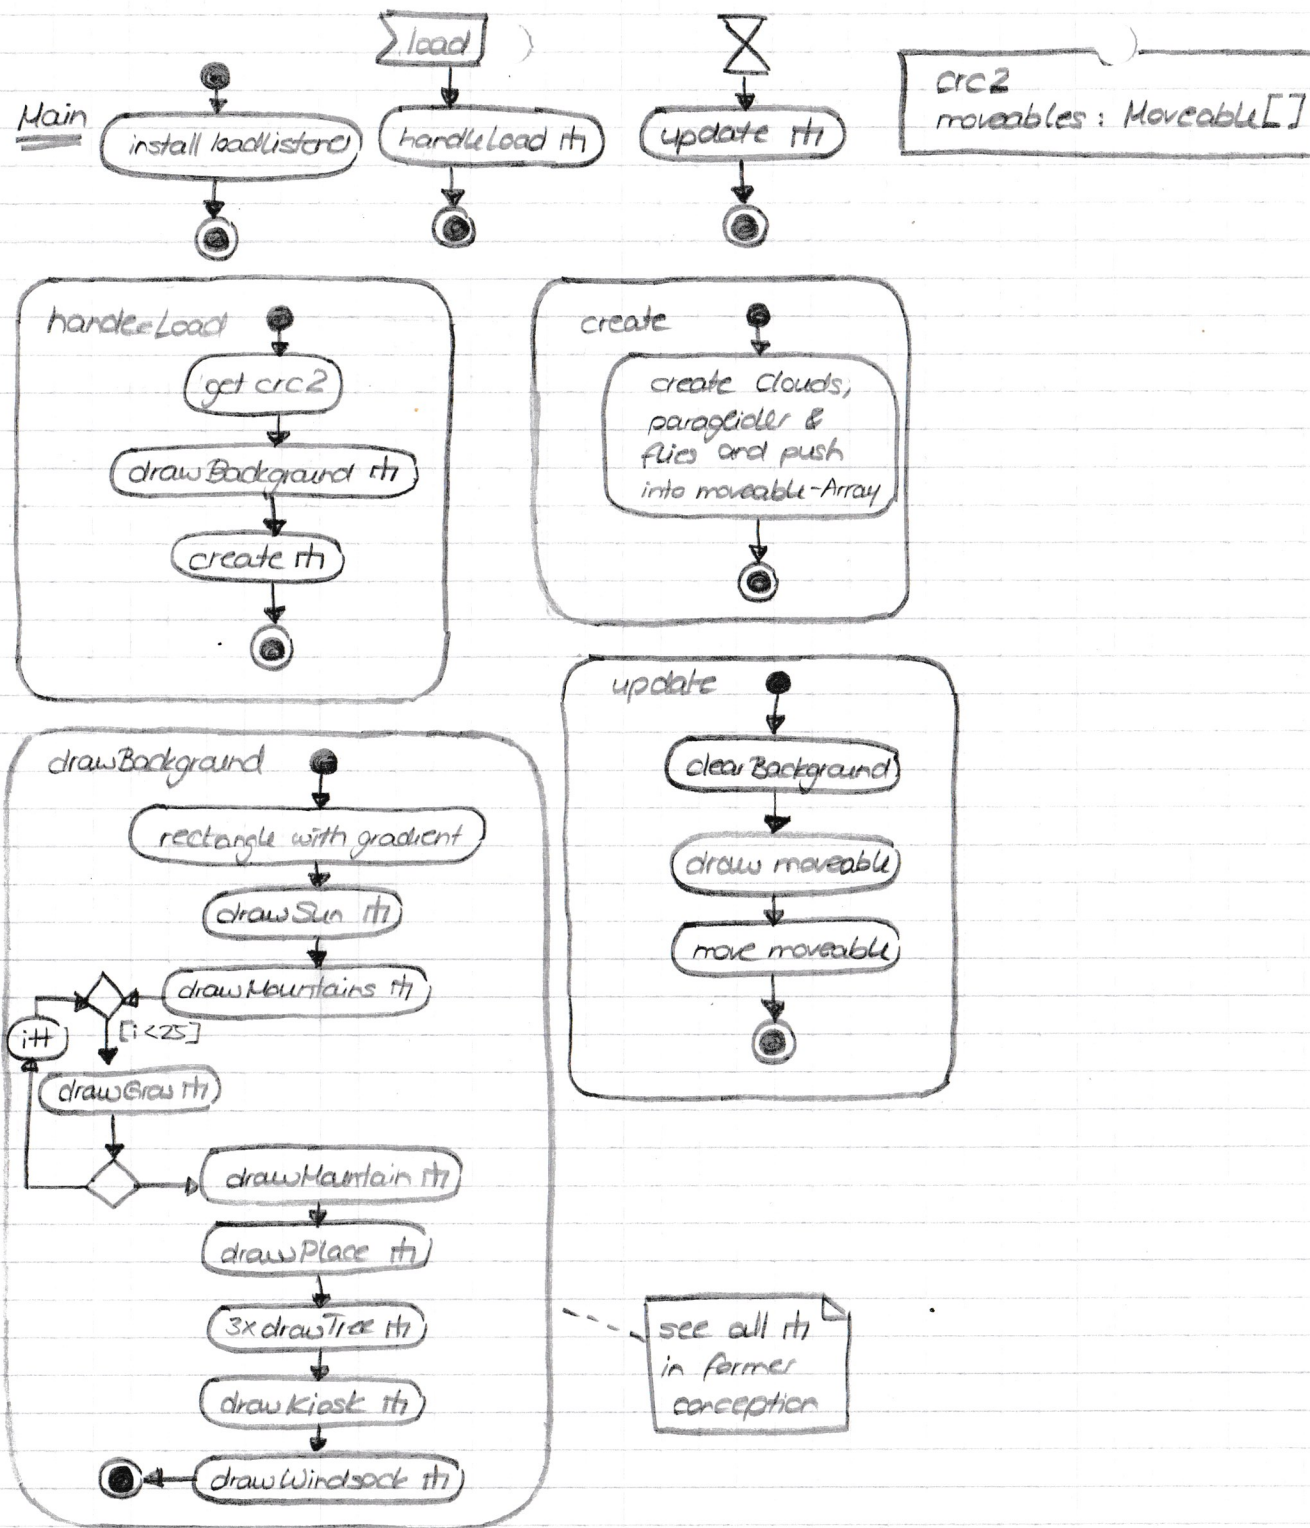 load
Main
install loadListener
handleLoad
update
crc2
moveables : Moveable[]
handleLoad
get crc2
drawBackground
create
create
create Clouds,
paraglider &
flies and push
into moveable-Array
update
clearBackground
draw moveable
move moveable
drawBackground
rectangle with gradient
drawSun
drawMountains
i++
[i<25]
drawMountain
drawPlace
3x drawTree
drawKiosk
drawWindsock
see all
in former
conception